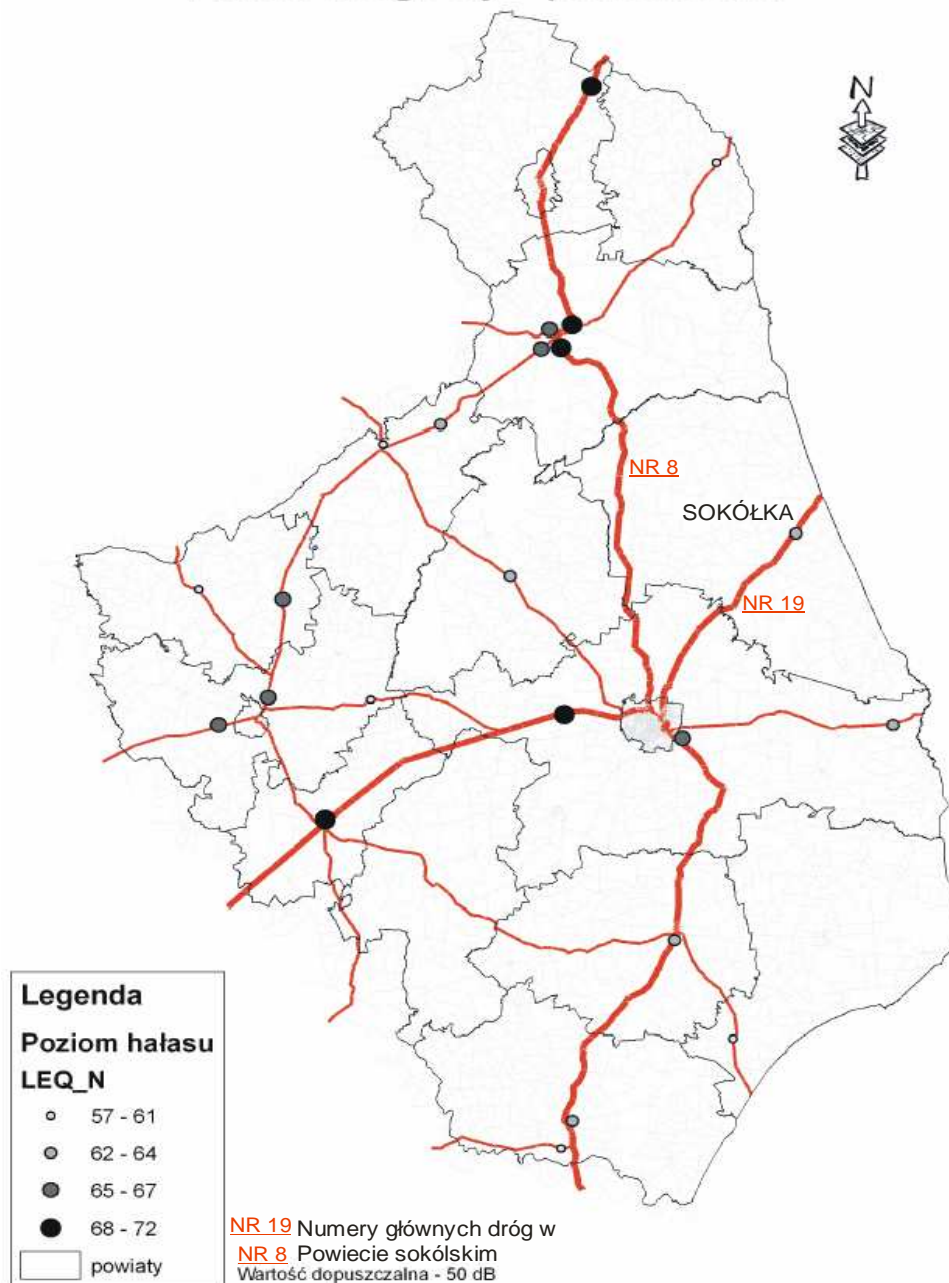 N
NR 8
SOKÓŁKA
NR 19
Legenda
Poziom hałasu
LEQ_N
57 - 61
62 - 64
65 - 67
68 - 72
powiaty
NR 19 Numery głównych dróg w
NR 8 Powiecie sokólskim
Wartość dopuszczalna - 50 dB